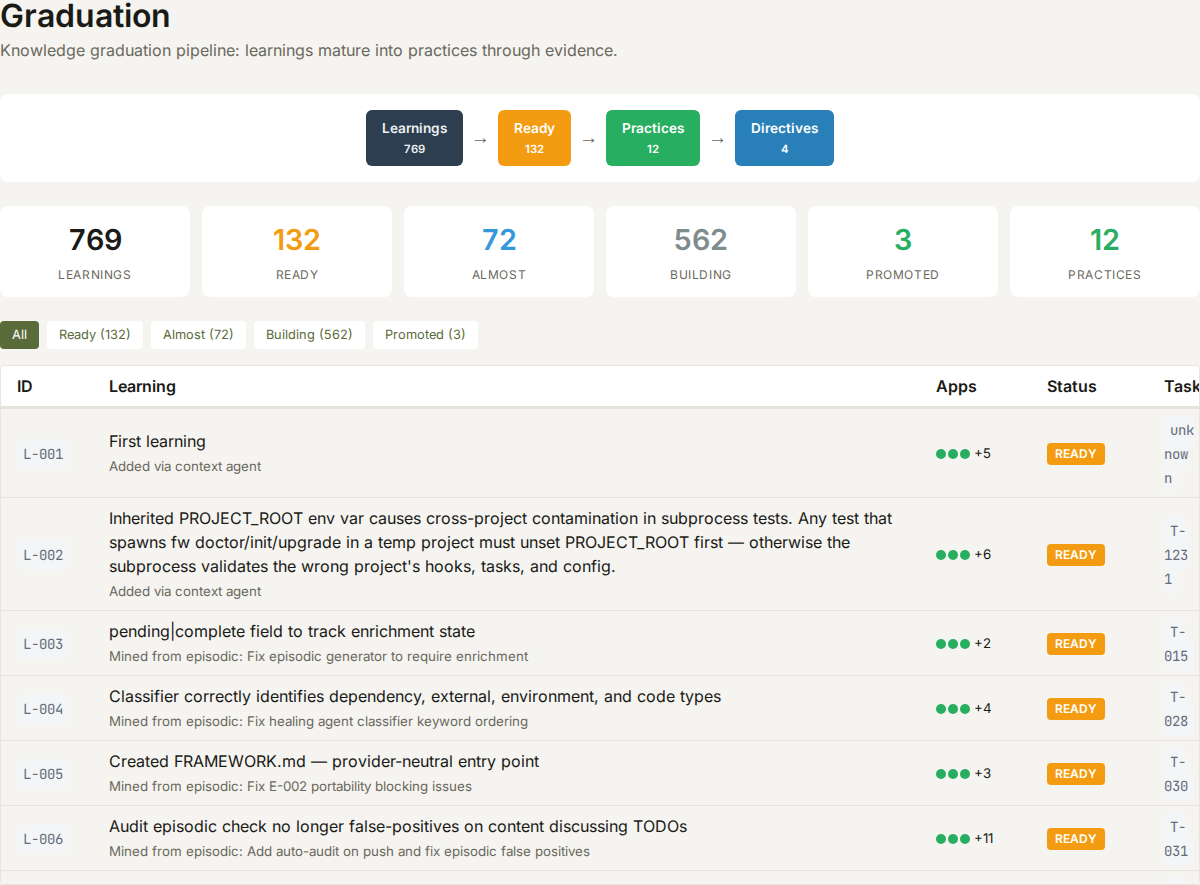 Graduation
Knowledge graduation pipeline: learnings mature into practices through evidence.
Learnings → Ready → Practices → Directives
769 132 12 4
769 132 72 562 3 12
LEARNINGS READY ALMOST BUILDING PROMOTED PRACTICES
All Ready (132) Almost (72) Building (562) Promoted (3)
ID Learning Apps Status Task
L-001 First learning +5 READY unk
Added via context agent now
n
Inherited PROJECT_ROOT env var causes cross-project contamination in subprocess tests. Any test that
spawns fw doctor/init/upgrade in a temp project must unset PROJECT_ROOT first — otherwise the
L-002 +6 READY T-
subprocess validates the wrong project's hooks, tasks, and config. 123
Added via context agent 1
L-003 pending|complete field to track enrichment state +2 READY T-
Mined from episodic: Fix episodic generator to require enrichment 015
L-004 Classifier correctly identifies dependency, external, environment, and code types +4 READY T-
Mined from episodic: Fix healing agent classifier keyword ordering 028
L-005 Created FRAMEWORK.md — provider-neutral entry point +3 READY T-
Mined from episodic: Fix E-002 portability blocking issues 030
L-006 Audit episodic check no longer false-positives on content discussing TODOs +11 READY T-
Mined from episodic: Add auto-audit on push and fix episodic false positives 031